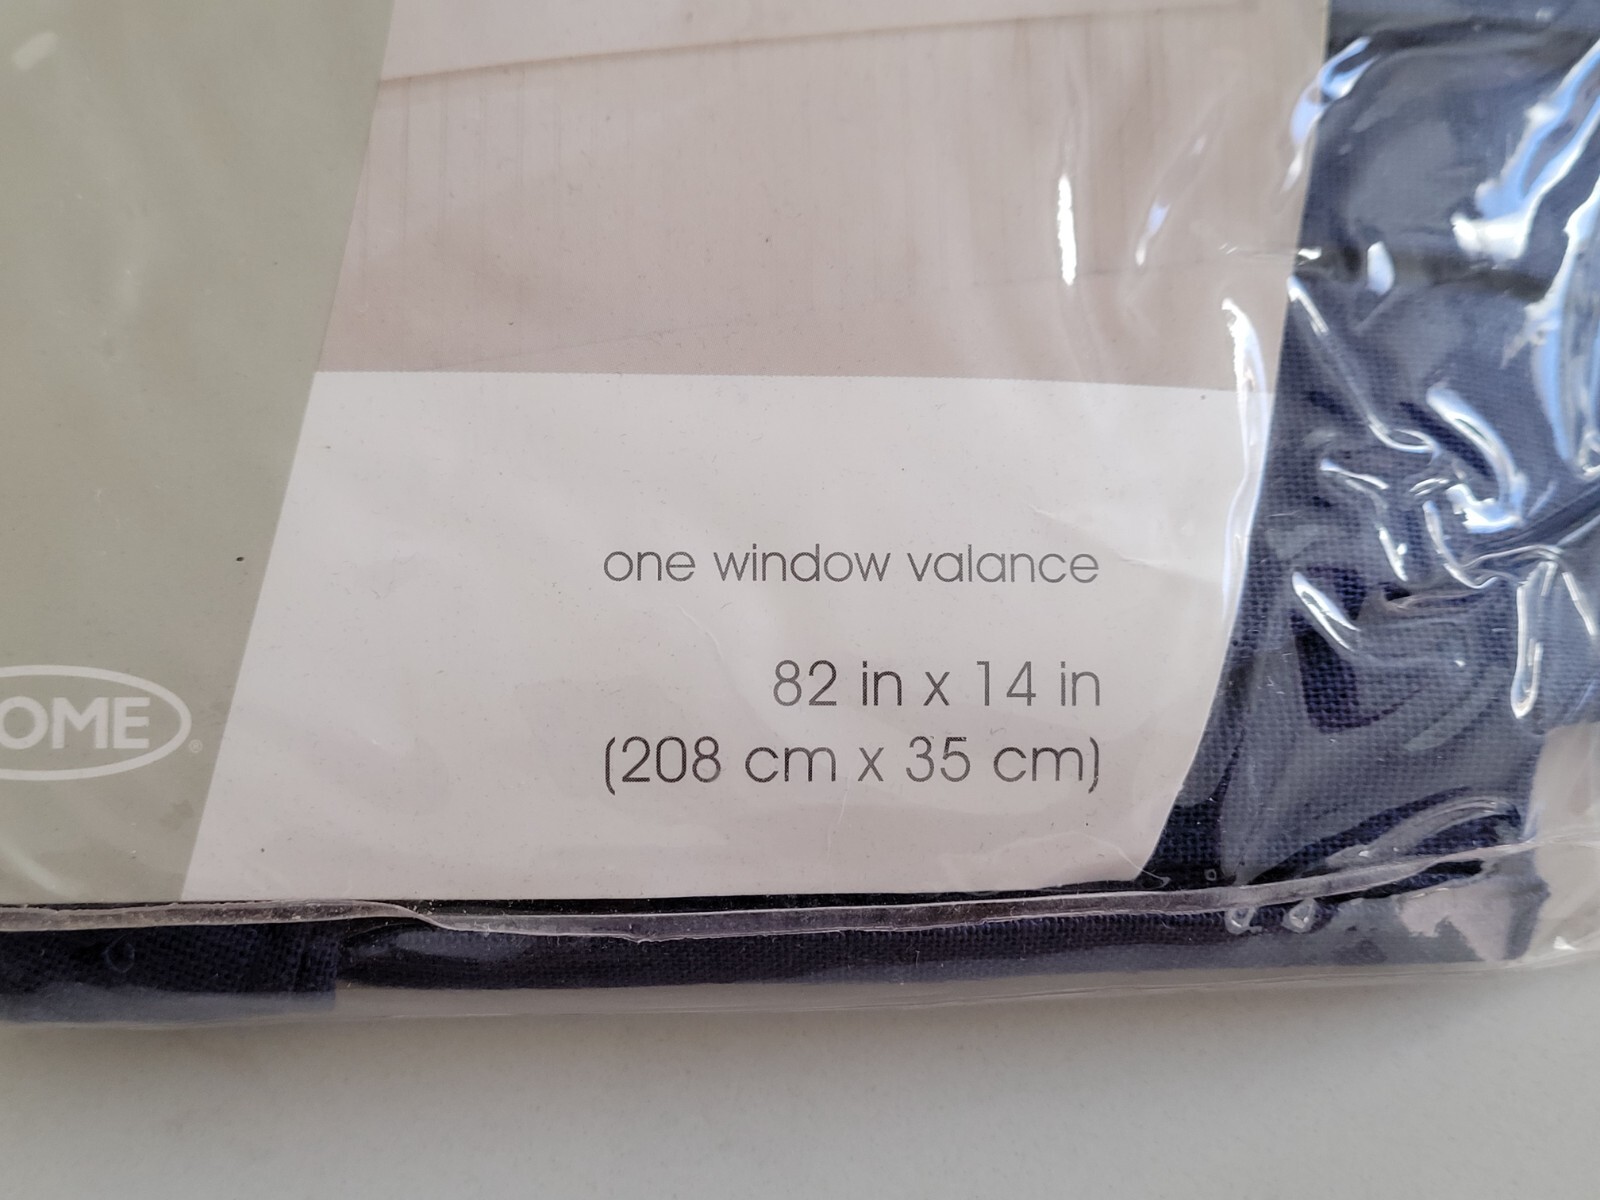 one window valance
82 in x 14 in
(208 cm x 35 cm)
OME®